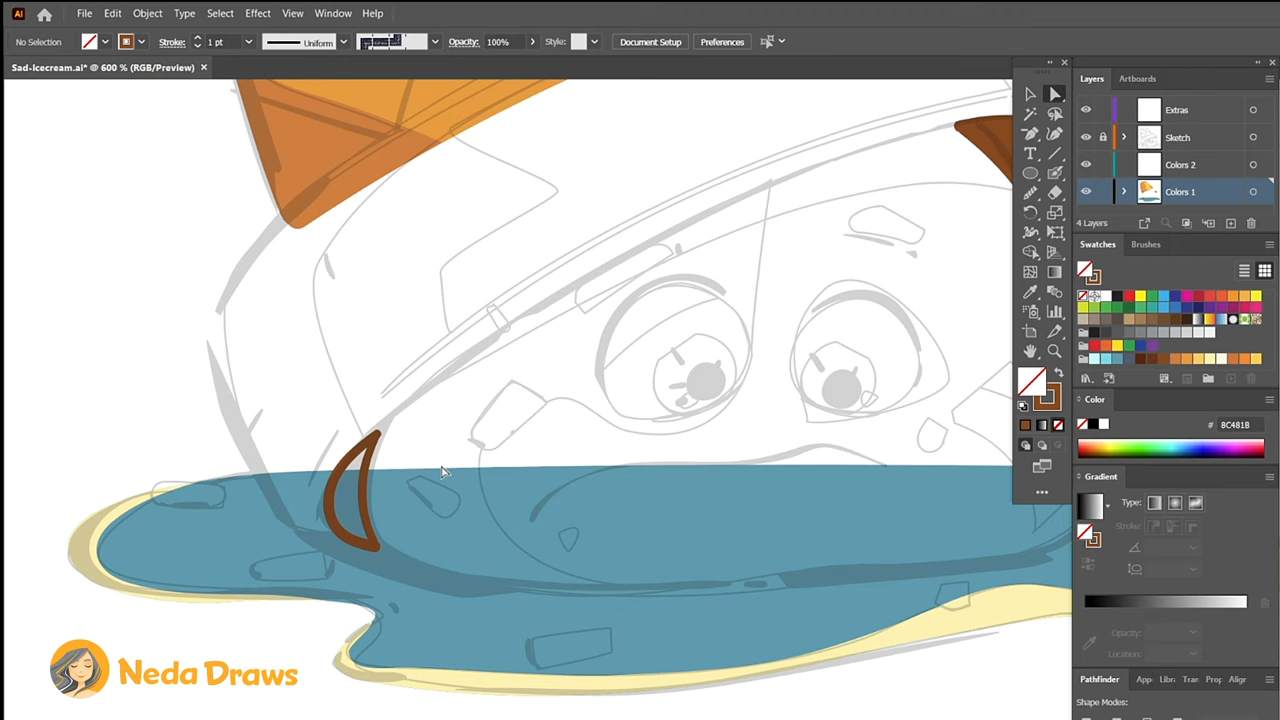 Ai File Edit Object Type Select Effect View Window Help
No Selection Stroke: 1 pt Uniform Opacity: 100% Style: Document Setup Preferences
Sad-Icecream.ai* @ 600 % (RGB/Preview)
Layers Artboards
Extras
Sketch
Colors 2
Colors 1
4 Layers
Swatches Brushes
Color
# 8C481B
Gradient
Type:
Stroke:
Opacity:
Location:
Pathfinder App Libr Trar Prop Align
Shape Modes:
Neda Draws